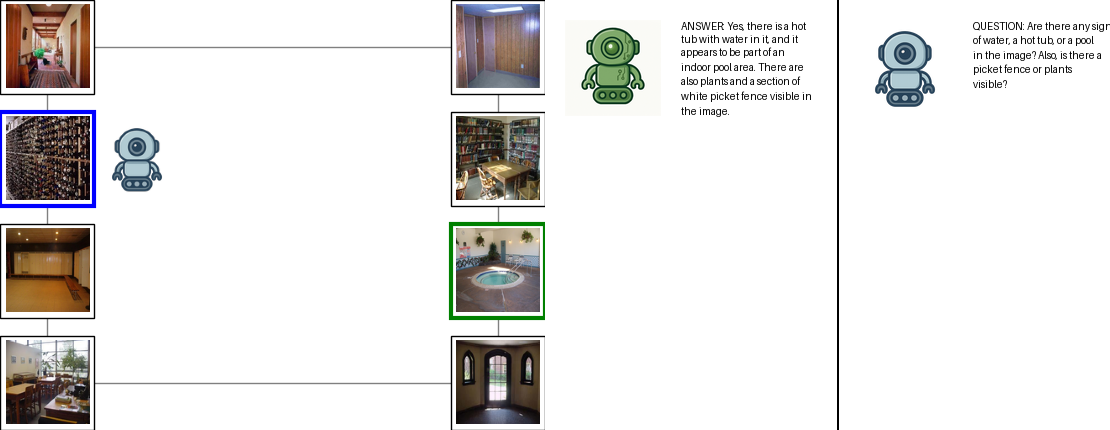 ANSWER: Yes, there is a hot
tub with water in it, and it
appears to be part of an
indoor pool area. There are
also plants and a section of
white picket fence visible in
the image.
QUESTION: Are there any sign
of water, a hot tub, or a pool
in the image? Also, is there a
picket fence or plants
visible?